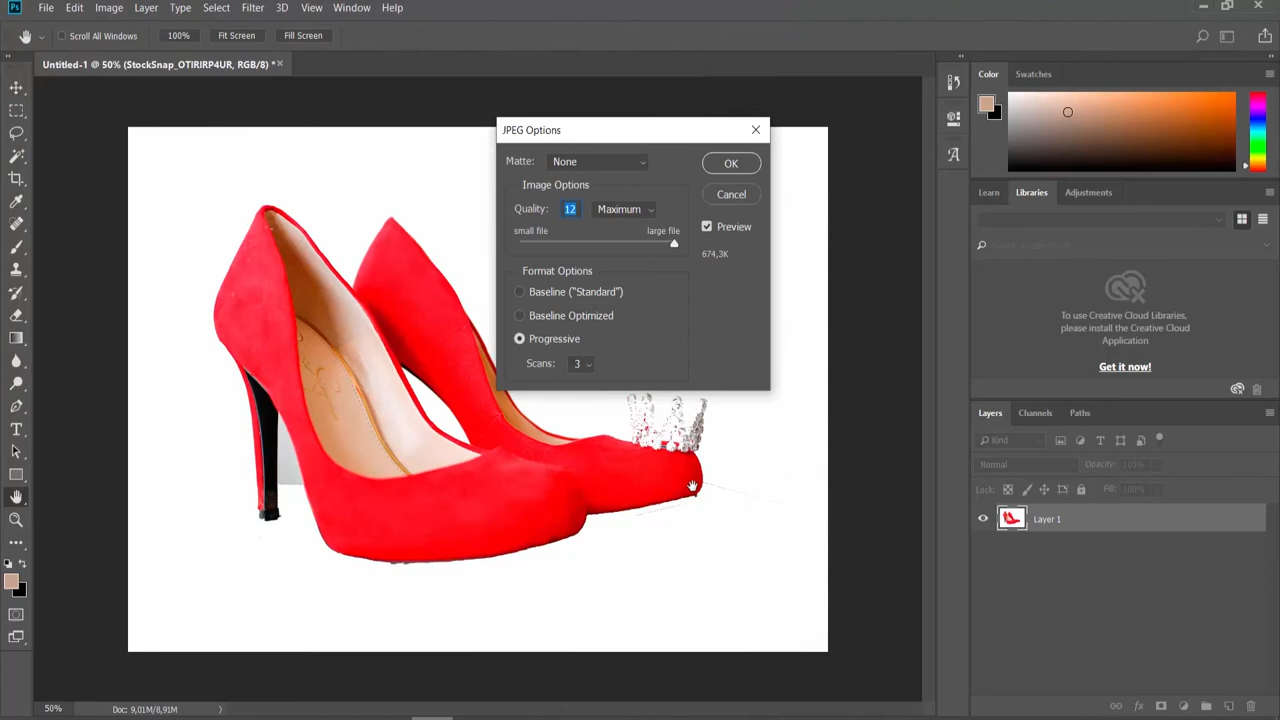 Ps File Edit Image Layer Type Select Filter 3D View Window Help
Scroll All Windows 100% Fit Screen Fill Screen
Untitled-1 @ 50% (StockSnap_OTIRIRP4UR, RGB/8) *
JPEG Options
Matte: None
OK
Image Options
Cancel
Quality: 12 Maximum
Preview
small file large file
674,3K
Format Options
Baseline ("Standard")
Baseline Optimized
Progressive
Scans: 3
Color Swatches
Learn Libraries Adjustments
To use Creative Cloud Libraries,
please install the Creative Cloud
Application
Get it now!
Layers Channels Paths
Kind
Normal Opacity: 100%
Lock: Fill: 100%
Layer 1
50% Doc: 9,01M/8,91M